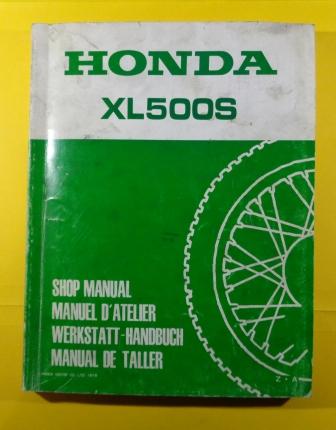 HONDA
XL500S
SHOP MANUAL
MANUEL D'ATELIER
WERKSTATT-HANDBUCH
MANUAL DE TALLER
Z • A